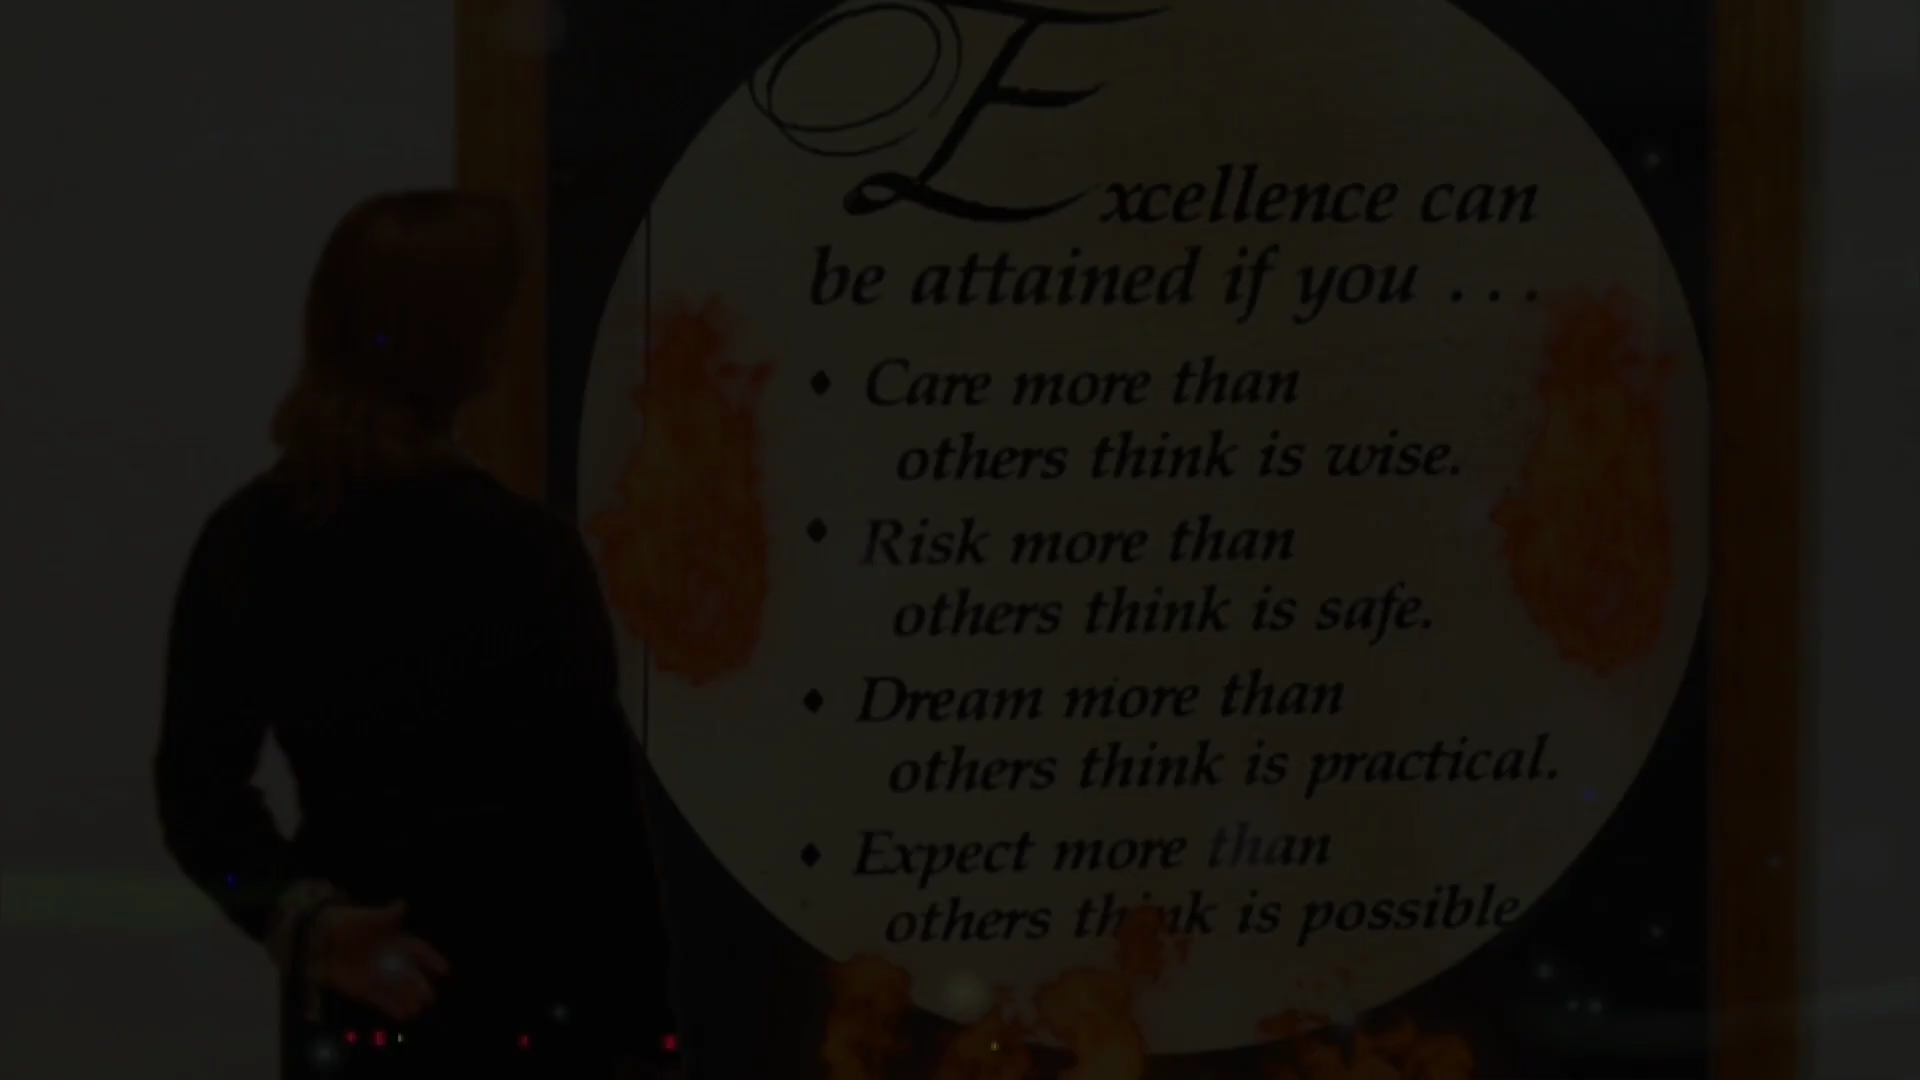 Excellence can
be attained if you . . .
♦ Care more than
others think is wise.
♦ Risk more than
others think is safe.
♦ Dream more than
others think is practical.
♦ Expect more than
others think is possible